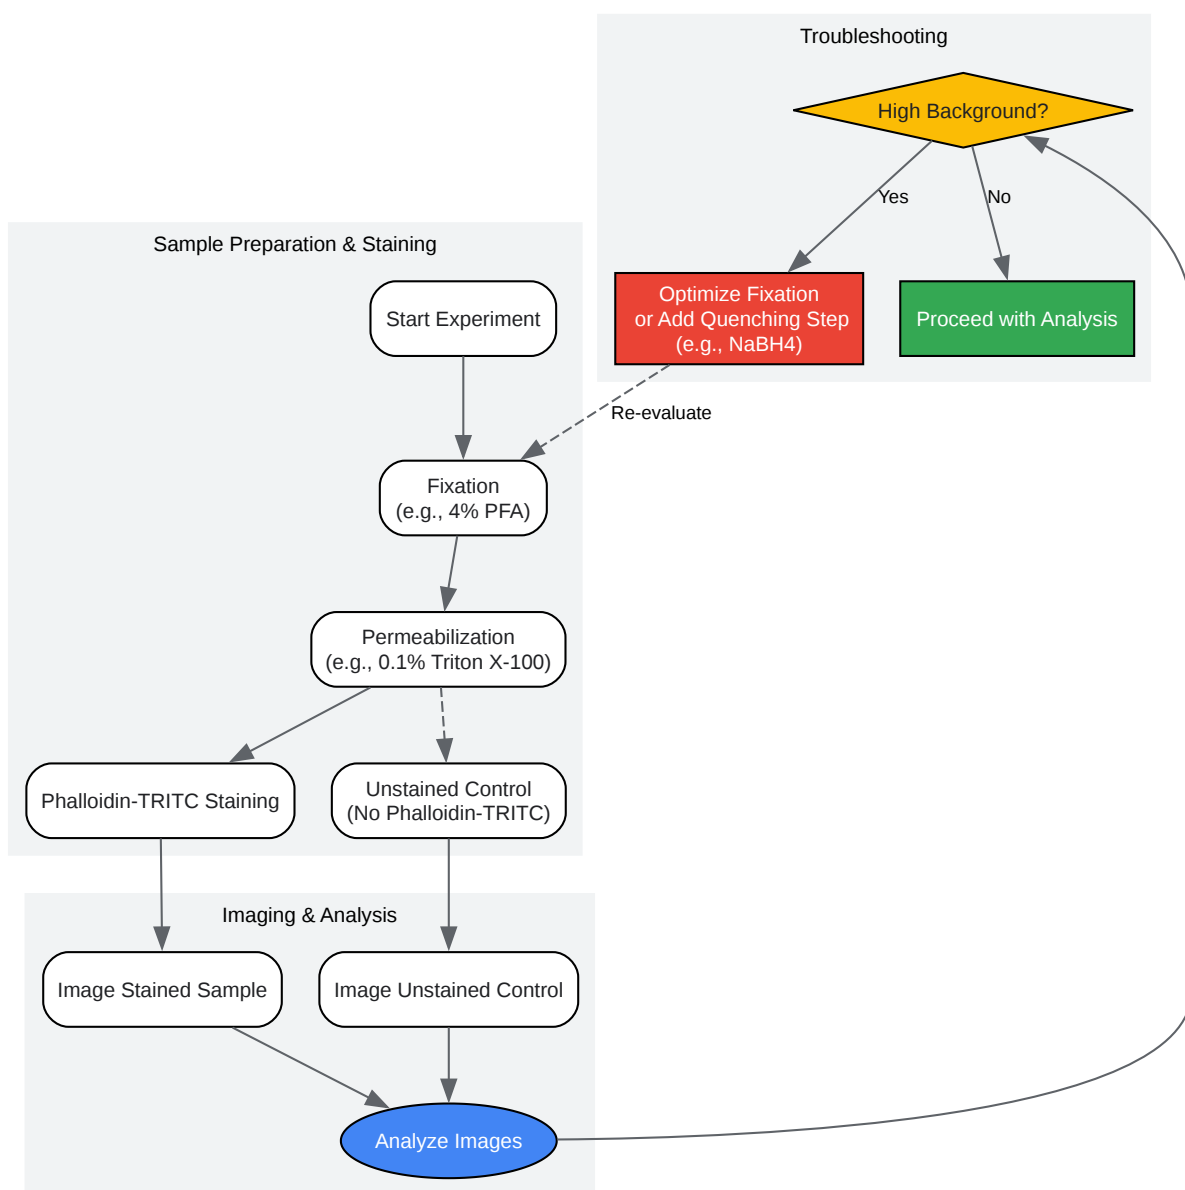 Troubleshooting
High Background?
Yes
No
Optimize Fixation
or Add Quenching Step
(e.g., NaBH4)
Proceed with Analysis
Re-evaluate
Sample Preparation & Staining
Start Experiment
Fixation
(e.g., 4% PFA)
Permeabilization
(e.g., 0.1% Triton X-100)
Phalloidin-TRITC Staining
Unstained Control
(No Phalloidin-TRITC)
Imaging & Analysis
Image Stained Sample
Image Unstained Control
Analyze Images